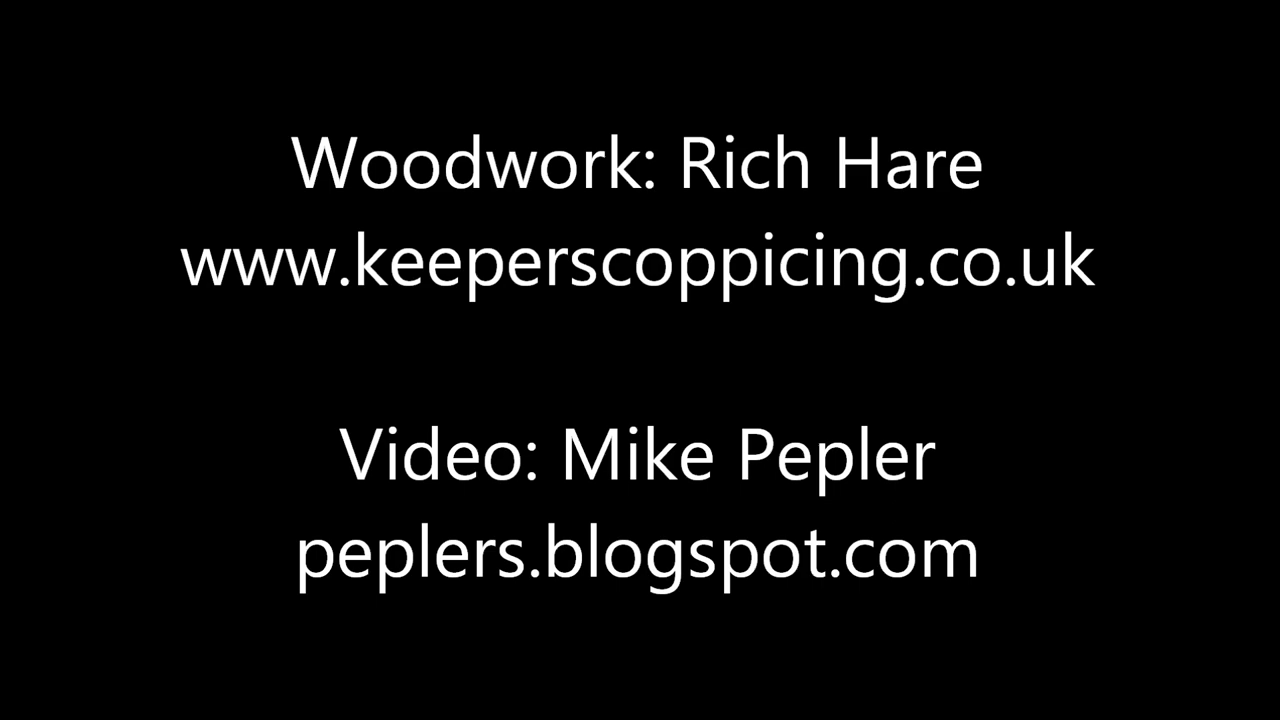 Woodwork: Rich Hare
www.keeperscoppicing.co.uk
Video: Mike Pepler
peplers.blogspot.com